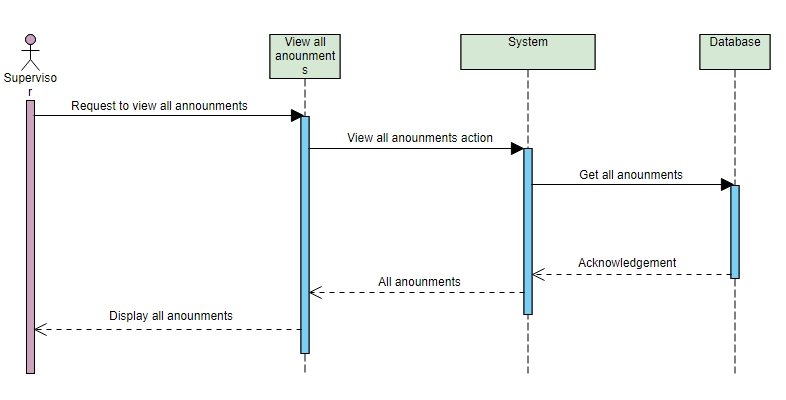 View all
anounment
s
System
Database
Superviso
r
Request to view all announments
View all anounments action
Get all anounments
Acknowledgement
All anounments
Display all anounments